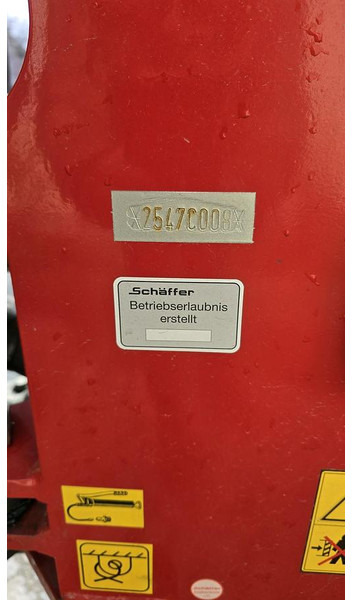 X2547C008X
Schäffer
Betriebserlaubnis
erstellt